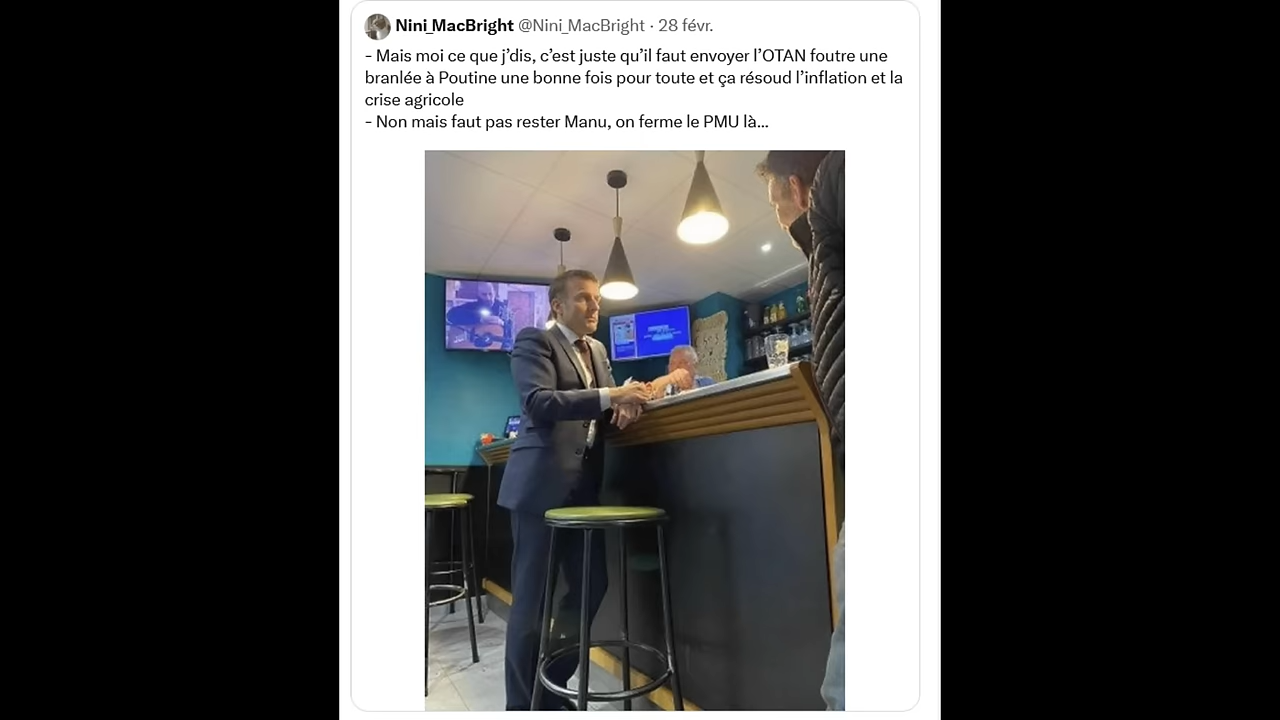 Nini_MacBright @Nini_MacBright · 28 févr.
- Mais moi ce que j’dis, c’est juste qu’il faut envoyer l’OTAN foutre une
branlée à Poutine une bonne fois pour toute et ça résoud l’inflation et la
crise agricole
- Non mais faut pas rester Manu, on ferme le PMU là...